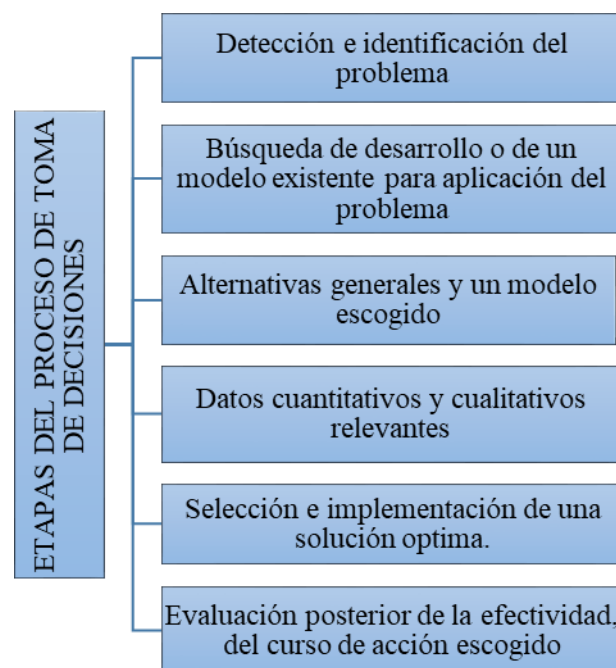 ETAPAS DEL PROCESO DE TOMA
DE DECISIONES
Detección e identificación del
problema
Búsqueda de desarrollo o de un
modelo existente para aplicación del
problema
Alternativas generales y un modelo
escogido
Datos cuantitativos y cualitativos
relevantes
Selección e implementación de una
solución optima.
Evaluación posterior de la efectividad,
del curso de acción escogido